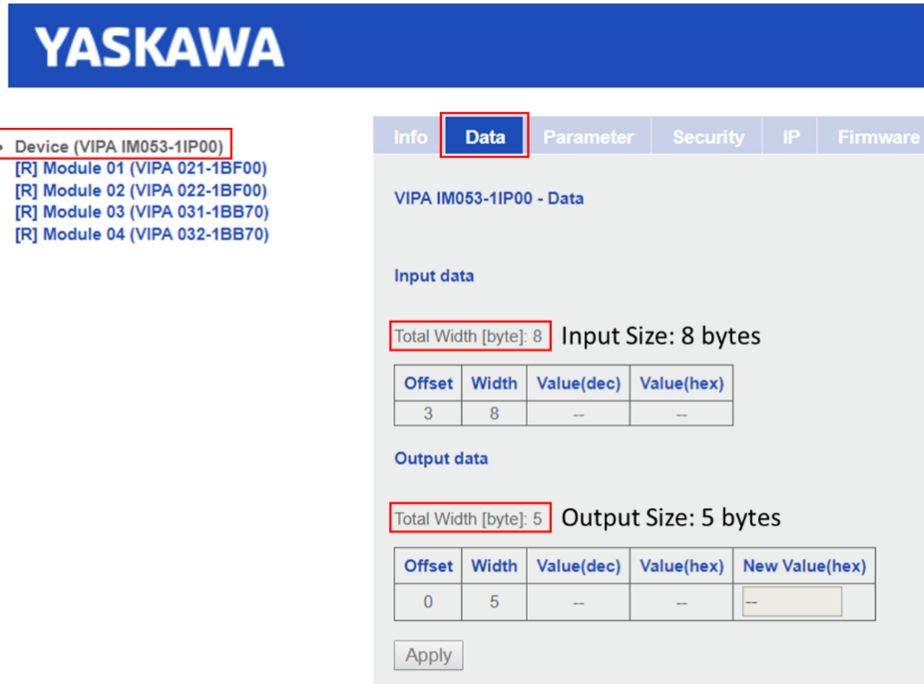 YASKAWA
Device (VIPA IM053-1IP00)
[R] Module 01 (VIPA 021-1BF00)
[R] Module 02 (VIPA 022-1BF00)
[R] Module 03 (VIPA 031-1BB70)
[R] Module 04 (VIPA 032-1BB70)
Info Data Parameter Security IP Firmware
VIPA IM053-1IP00 - Data
Input data
Total Width [byte]: 8 Input Size: 8 bytes
Offset Width Value(dec) Value(hex)
3 8 -- --
Output data
Total Width [byte]: 5 Output Size: 5 bytes
Offset Width Value(dec) Value(hex) New Value(hex)
0 5 -- -- --
Apply